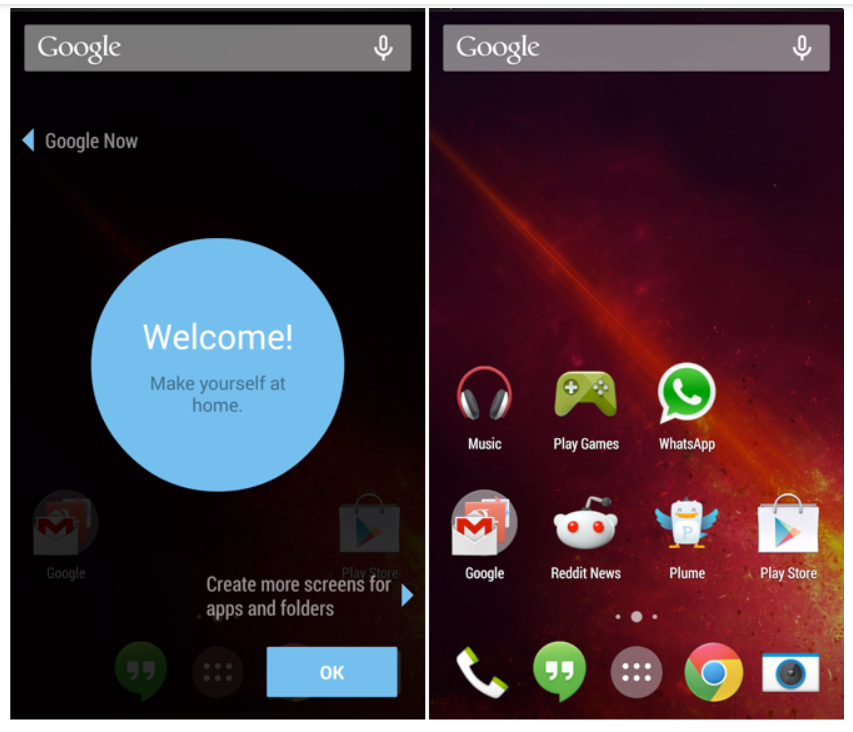 Google
Google Now
Welcome!
Make yourself at
home.
Google
Play Store
Create more screens for
apps and folders
OK
Google
Music
Play Games
WhatsApp
Google
Reddit News
P
Plume
Play Store